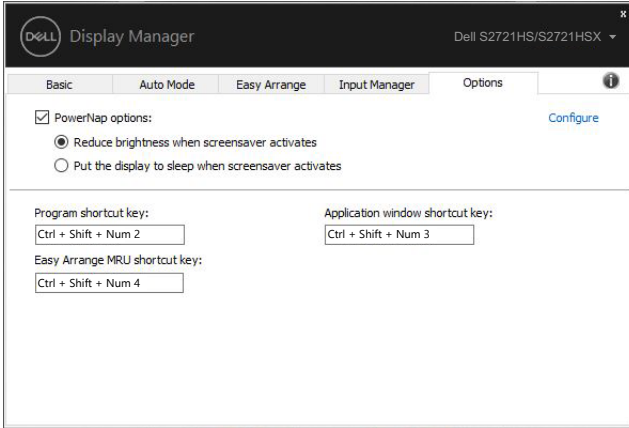 x
DELL Display Manager
Dell S2721HS/S2721HSX
Basic Auto Mode Easy Arrange Input Manager Options
PowerNap options:
Configure
Reduce brightness when screensaver activates
Put the display to sleep when screensaver activates
Program shortcut key:
Application window shortcut key:
Ctrl + Shift + Num 2
Ctrl + Shift + Num 3
Easy Arrange MRU shortcut key:
Ctrl + Shift + Num 4